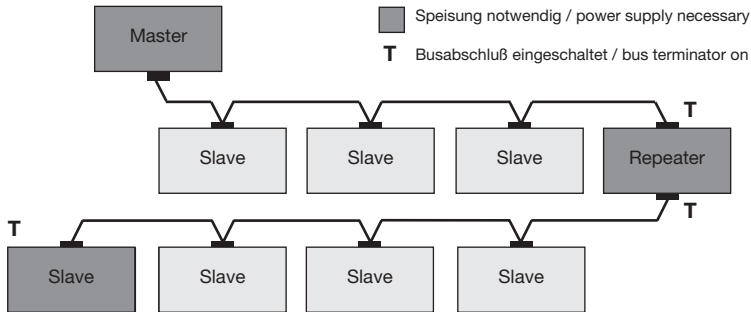 Speisung notwendig / power supply necessary
Master
T Busabschluß eingeschaltet / bus terminator on
T
Slave Slave Slave Repeater
T
T
Slave Slave Slave Slave